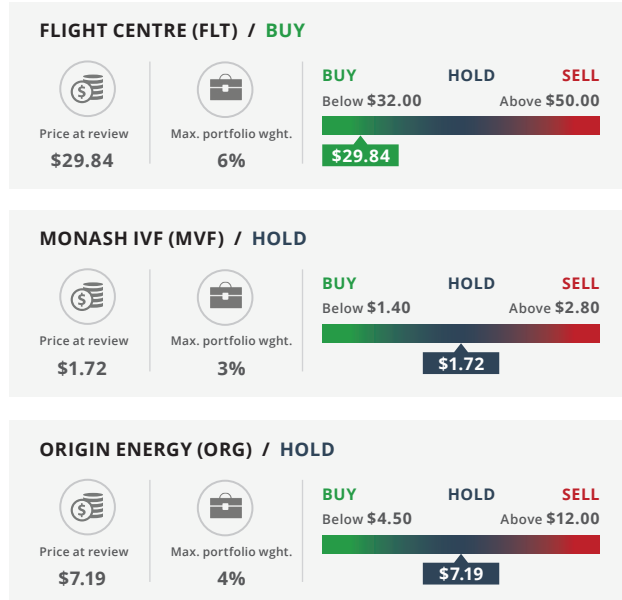 FLIGHT CENTRE (FLT) / BUY
BUY HOLD SELL
Below $32.00 Above $50.00
Price at review Max. portfolio wght.
$29.84 6% $29.84
MONASH IVF (MVF) / HOLD
BUY HOLD SELL
Below $1.40 Above $2.80
Price at review Max. portfolio wght.
$1.72 3% $1.72
ORIGIN ENERGY (ORG) / HOLD
BUY HOLD SELL
Below $4.50 Above $12.00
Price at review Max. portfolio wght.
$7.19 4% $7.19